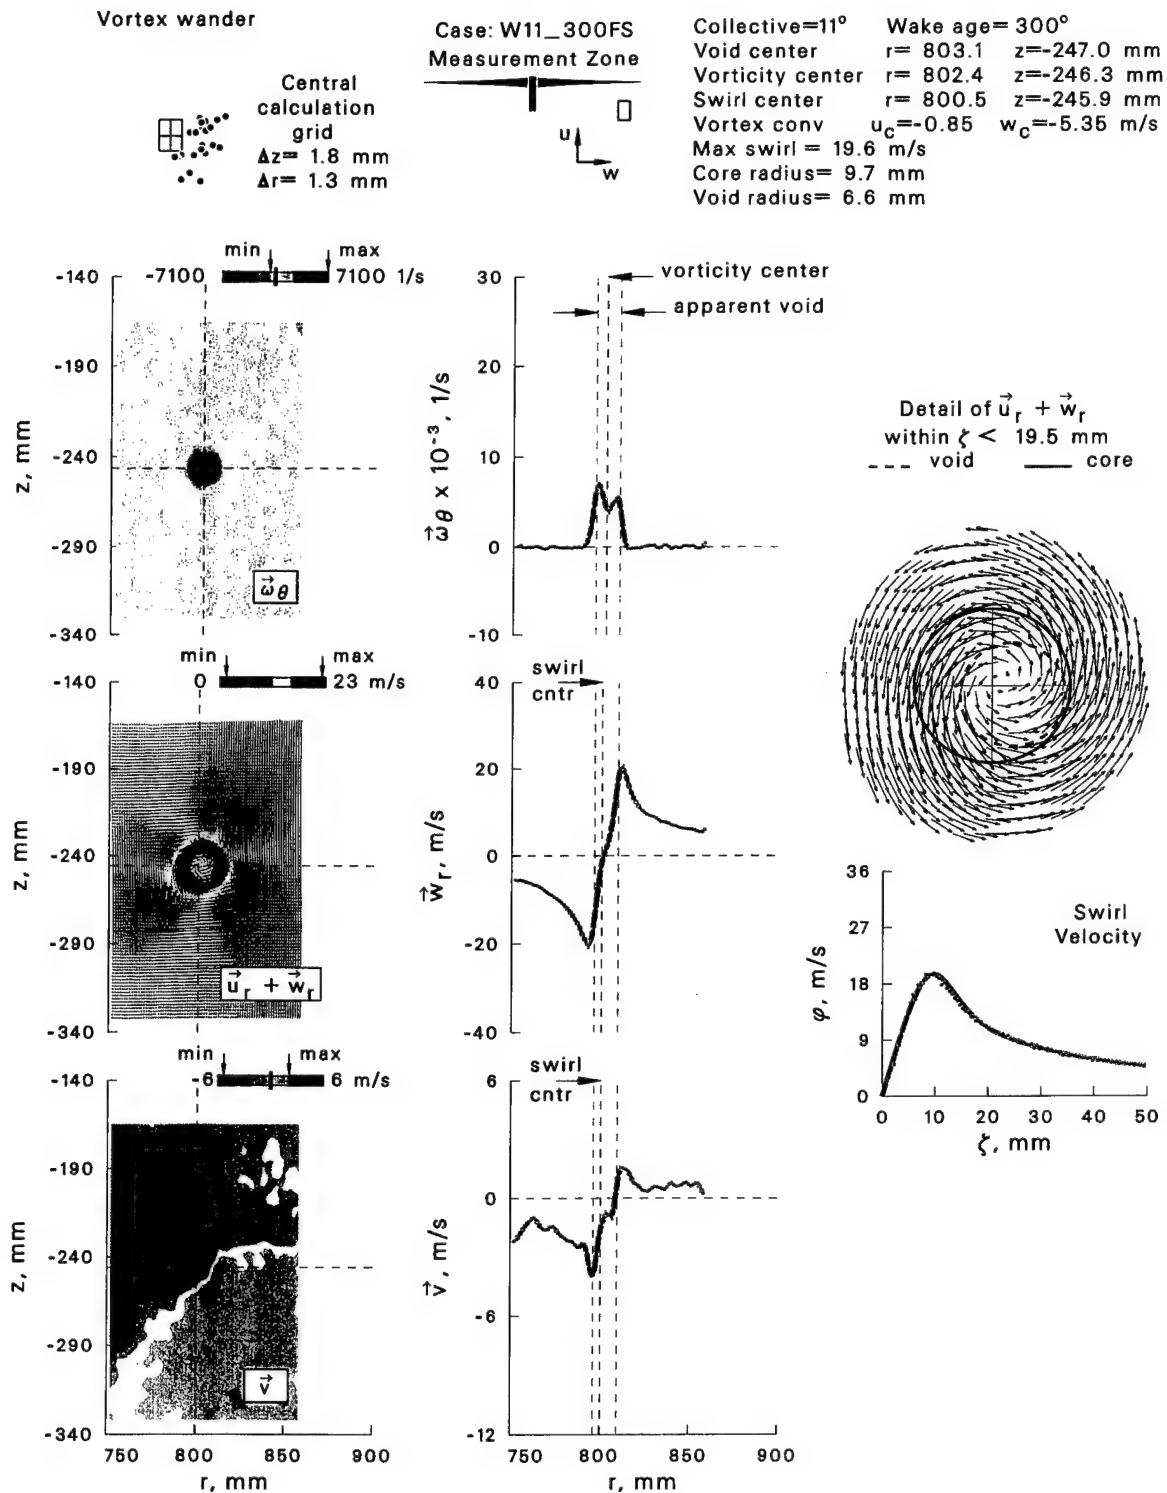 Vortex wander
Central
calculation
grid
Δz= 1.8 mm
Δr= 1.3 mm
Case: W11_300FS
Measurement Zone
u
w
Collective=11° Wake age= 300°
Void center r= 803.1 z=-247.0 mm
Vorticity center r= 802.4 z=-246.3 mm
Swirl center r= 800.5 z=-245.9 mm
Vortex conv u_c=-0.85 w_c=-5.35 m/s
Max swirl = 19.6 m/s
Core radius= 9.7 mm
Void radius= 6.6 mm
min max
-7100 7100 1/s
-140
-190
-240
-290
-340
z, mm
ω⃗θ
vorticity center
apparent void
30
20
10
0
-10
ω⃗θ x 10⁻³, 1/s
Detail of u⃗r + w⃗r
within ζ < 19.5 mm
void core
min max
0 23 m/s
-140
-190
-240
-280
-340
z, mm
u⃗r + w⃗r
swirl
cntr
40
20
0
-20
-40
w⃗r, m/s
36
27
18
9
0
φ, m/s
Swirl
Velocity
0 10 20 30 40 50
ζ, mm
min max
-6 6 m/s
-140
-190
-240
-290
-340
z, mm
v⃗
750 800 850 900
r, mm
swirl
cntr
6
0
-6
-12
v⃗, m/s
750 800 850 900
r, mm